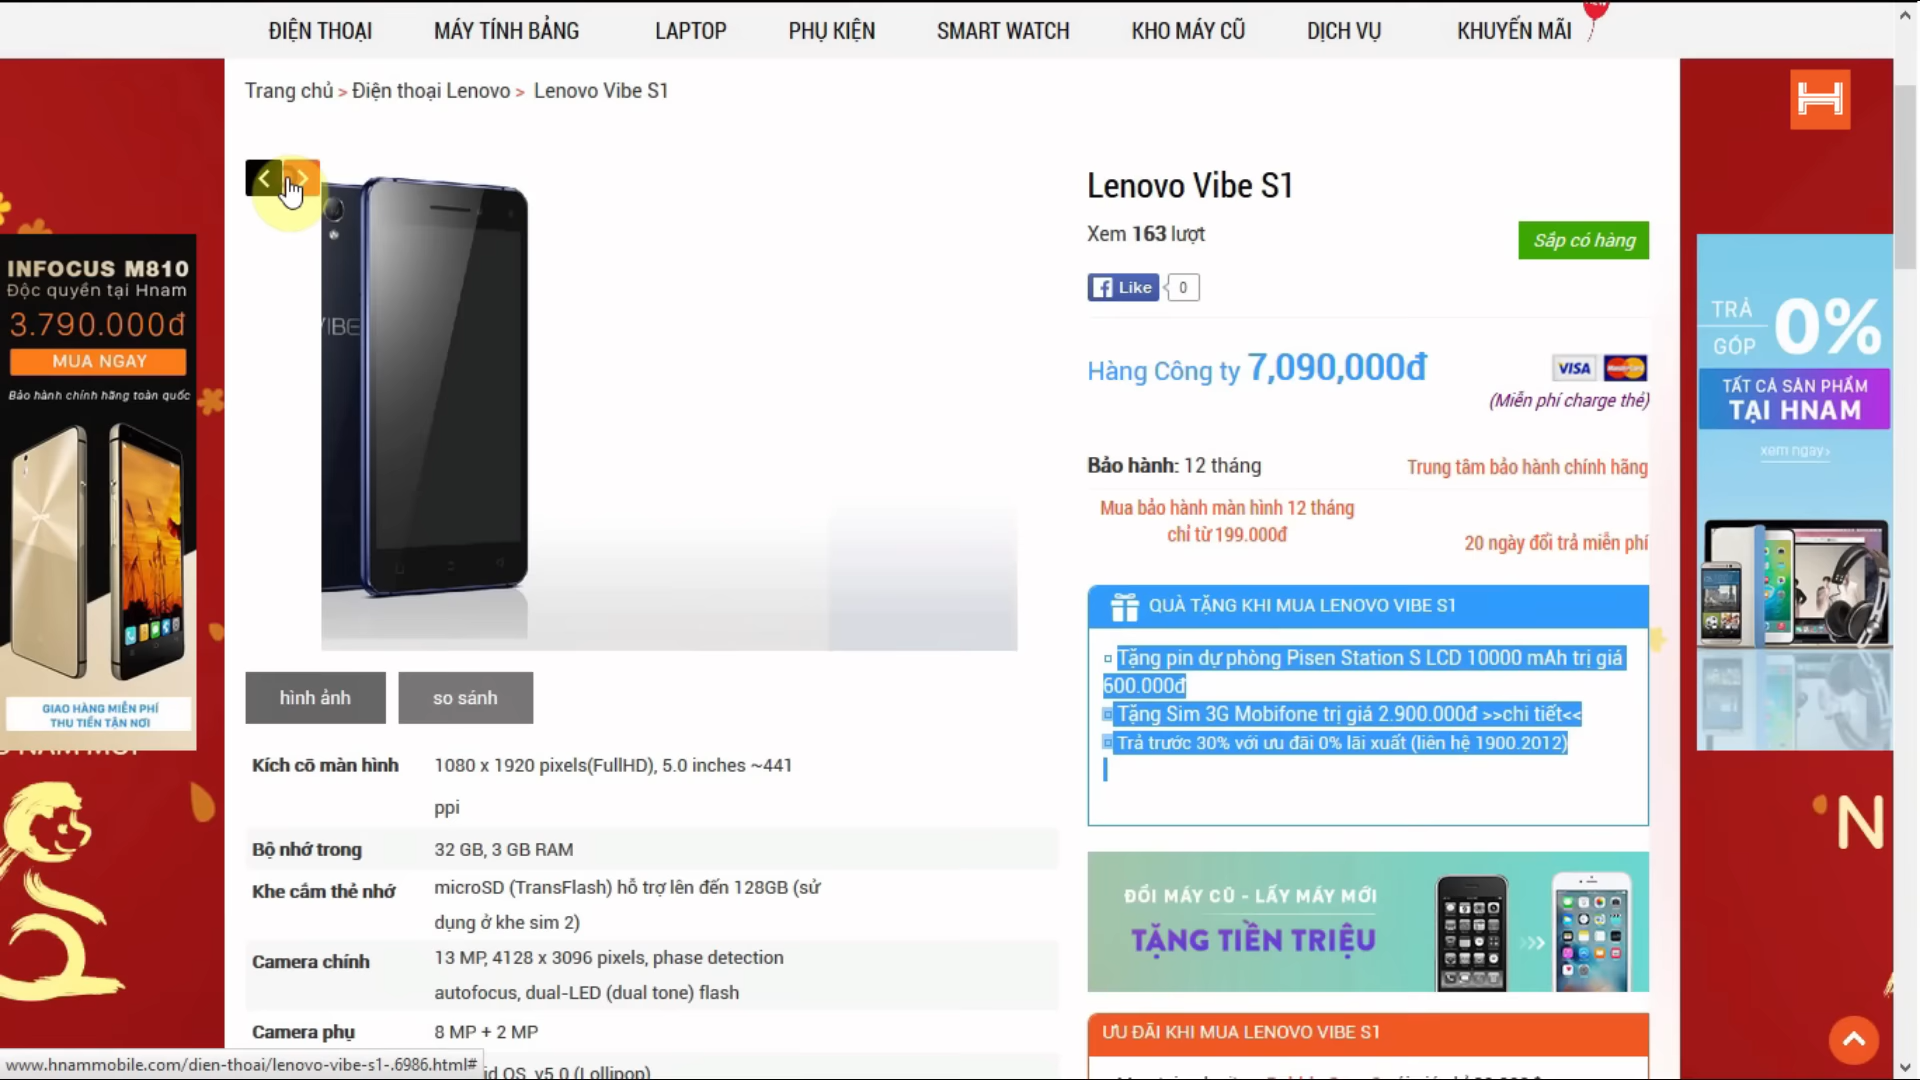 ĐIỆN THOẠI MÁY TÍNH BẢNG LAPTOP PHỤ KIỆN SMART WATCH KHO MÁY CŨ DỊCH VỤ KHUYẾN MÃI
Trang chủ > Điện thoại Lenovo > Lenovo Vibe S1
Lenovo Vibe S1
Xem 163 lượt
Sắp có hàng
Like 0
Hàng Công ty 7,090,000đ
VISA
(Miễn phí charge thẻ)
Bảo hành: 12 tháng
Trung tâm bảo hành chính hãng
Mua bảo hành màn hình 12 tháng
chỉ từ 199.000đ
20 ngày đổi trả miễn phí
QUÀ TẶNG KHI MUA LENOVO VIBE S1
Tặng pin dự phòng Pisen Station S LCD 10000 mAh trị giá
600.000đ
Tặng Sim 3G Mobifone trị giá 2.900.000đ >>chi tiết<<
Trả trước 30% với ưu đãi 0% lãi xuất (liên hệ 1900.2012)
ĐỔI MÁY CŨ - LẤY MÁY MỚI
TẶNG TIỀN TRIỆU
ƯU ĐÃI KHI MUA LENOVO VIBE S1
VIBE
hình ảnh
so sánh
Kích cỡ màn hình 1080 x 1920 pixels(FullHD), 5.0 inches ~441
ppi
Bộ nhớ trong 32 GB, 3 GB RAM
Khe cắm thẻ nhớ microSD (TransFlash) hỗ trợ lên đến 128GB (sử
dụng ở khe sim 2)
Camera chính 13 MP, 4128 x 3096 pixels, phase detection
autofocus, dual-LED (dual tone) flash
Camera phụ 8 MP + 2 MP
id OS, v5.0 (Lollipop)
www.hnammobile.com/dien-thoai/lenovo-vibe-s1-.6986.html#
INFOCUS M810
Độc quyền tại Hnam
3.790.000đ
MUA NGAY
Bảo hành chính hãng toàn quốc
GIAO HÀNG MIỄN PHÍ
THU TIỀN TẬN NƠI
H
TRẢ
GÓP
0%
TẤT CẢ SẢN PHẨM
TẠI HNAM
xem ngay›
N